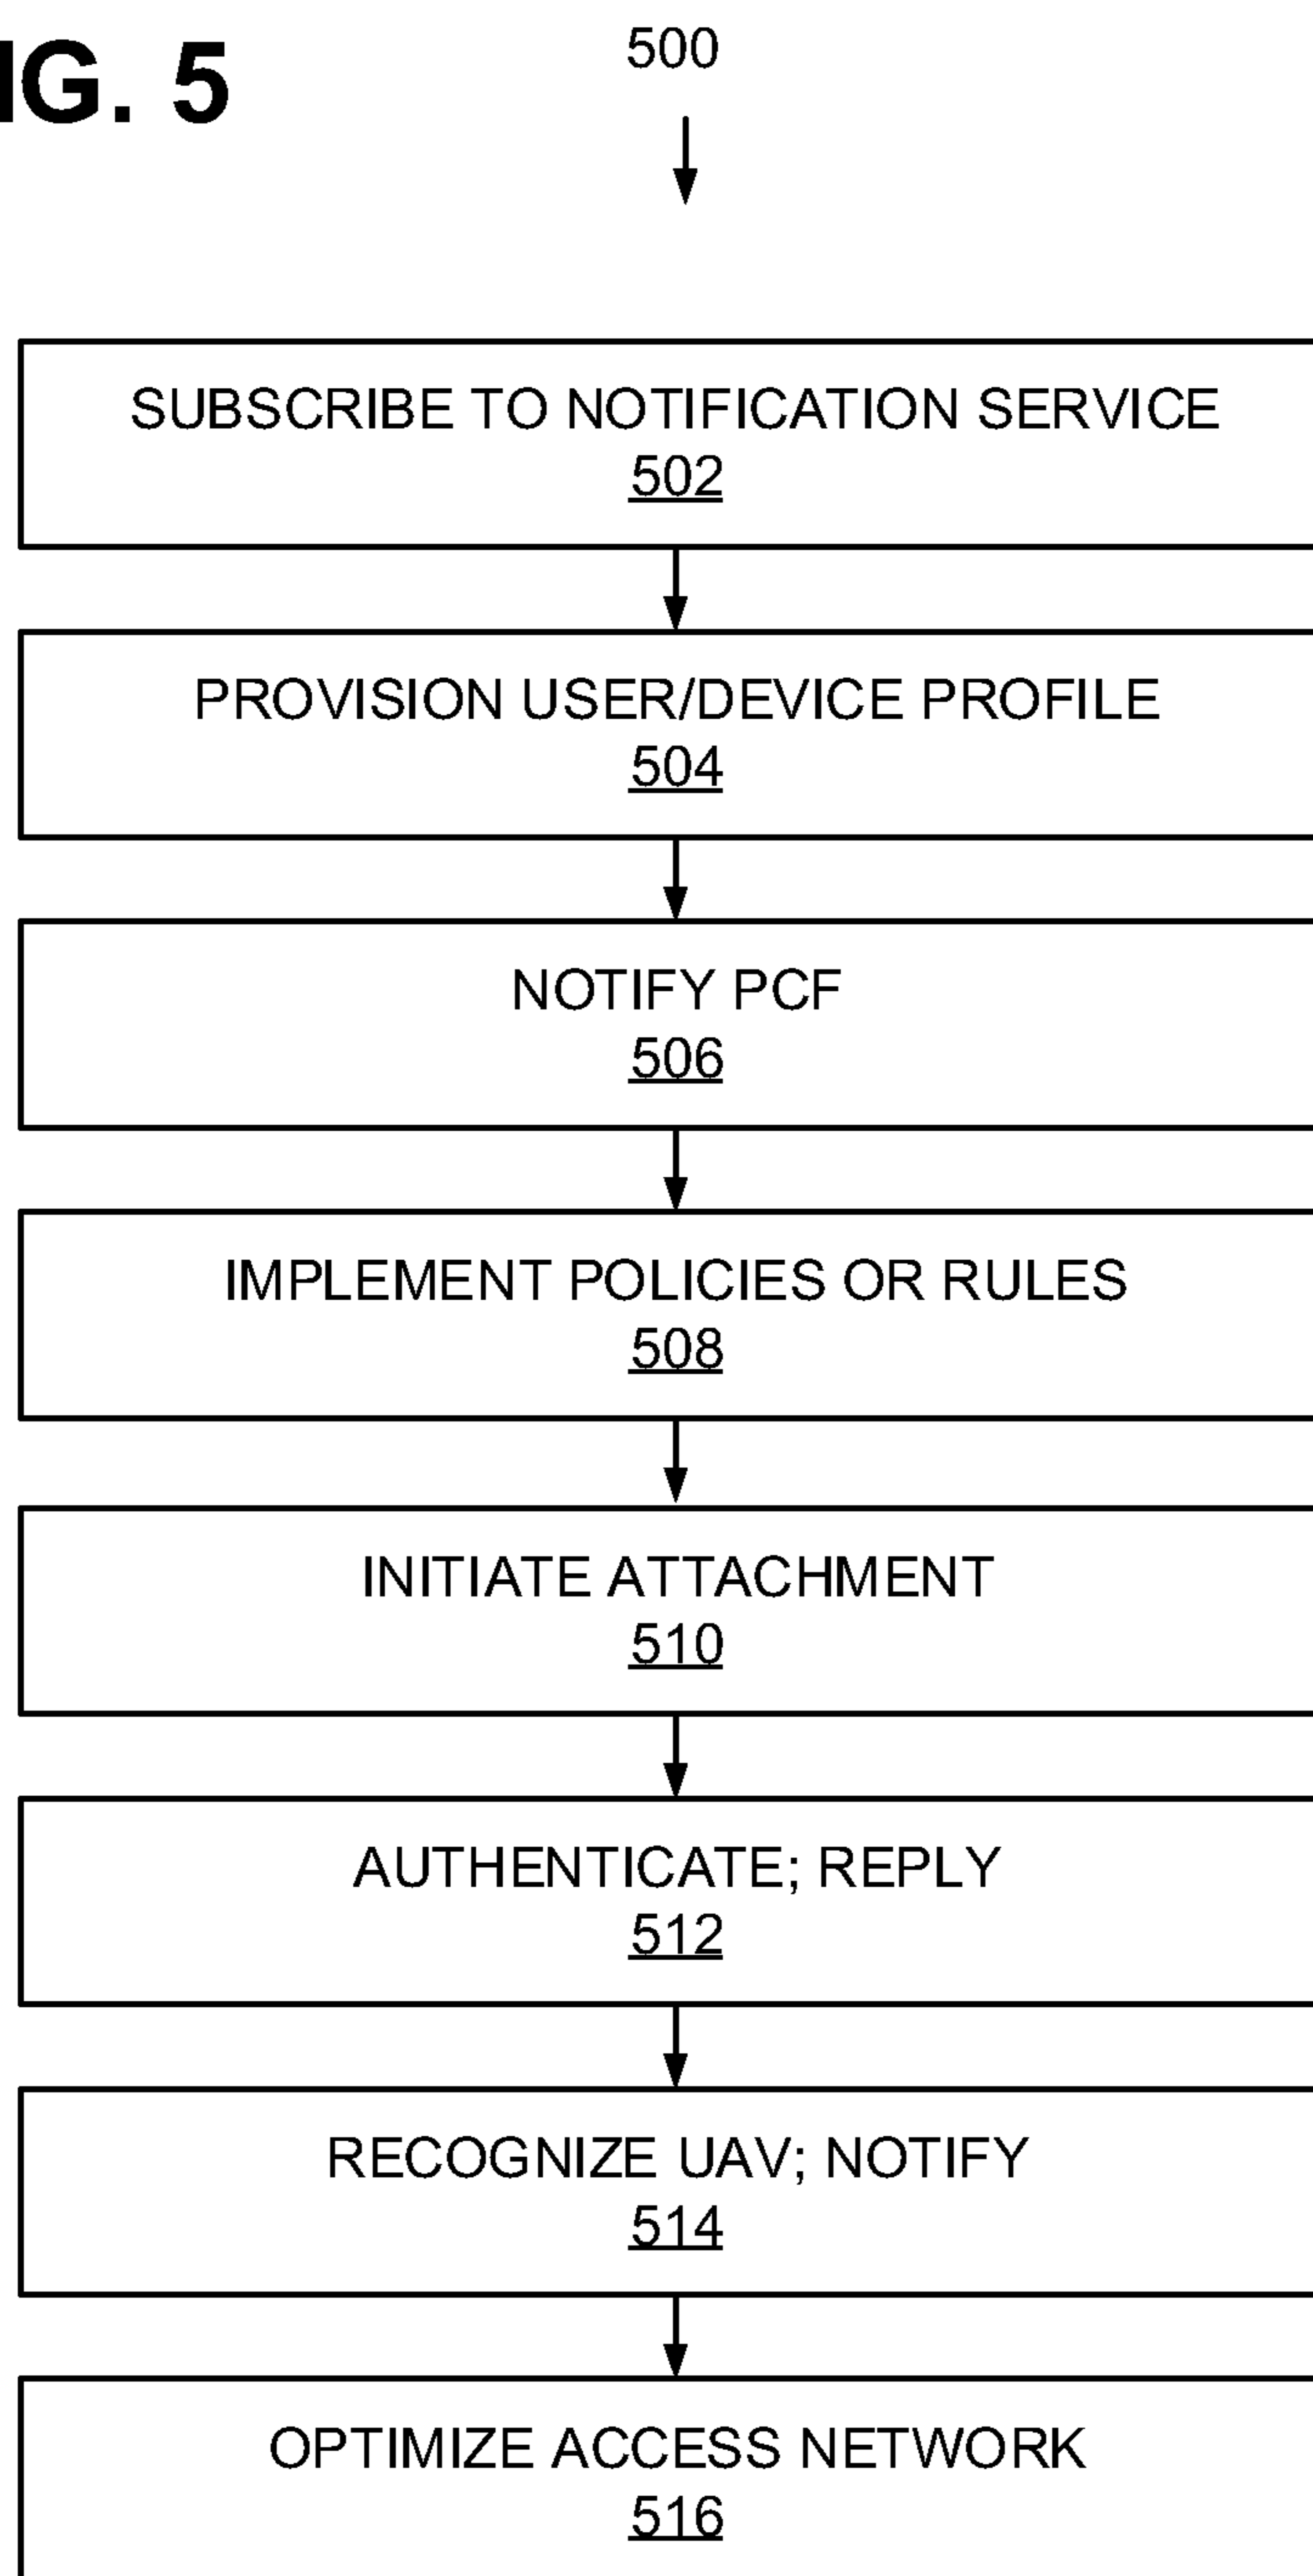 IG. 5
500
SUBSCRIBE TO NOTIFICATION SERVICE
502
PROVISION USER/DEVICE PROFILE
504
NOTIFY PCF
506
IMPLEMENT POLICIES OR RULES
508
INITIATE ATTACHMENT
510
AUTHENTICATE; REPLY
512
RECOGNIZE UAV; NOTIFY
514
OPTIMIZE ACCESS NETWORK
516